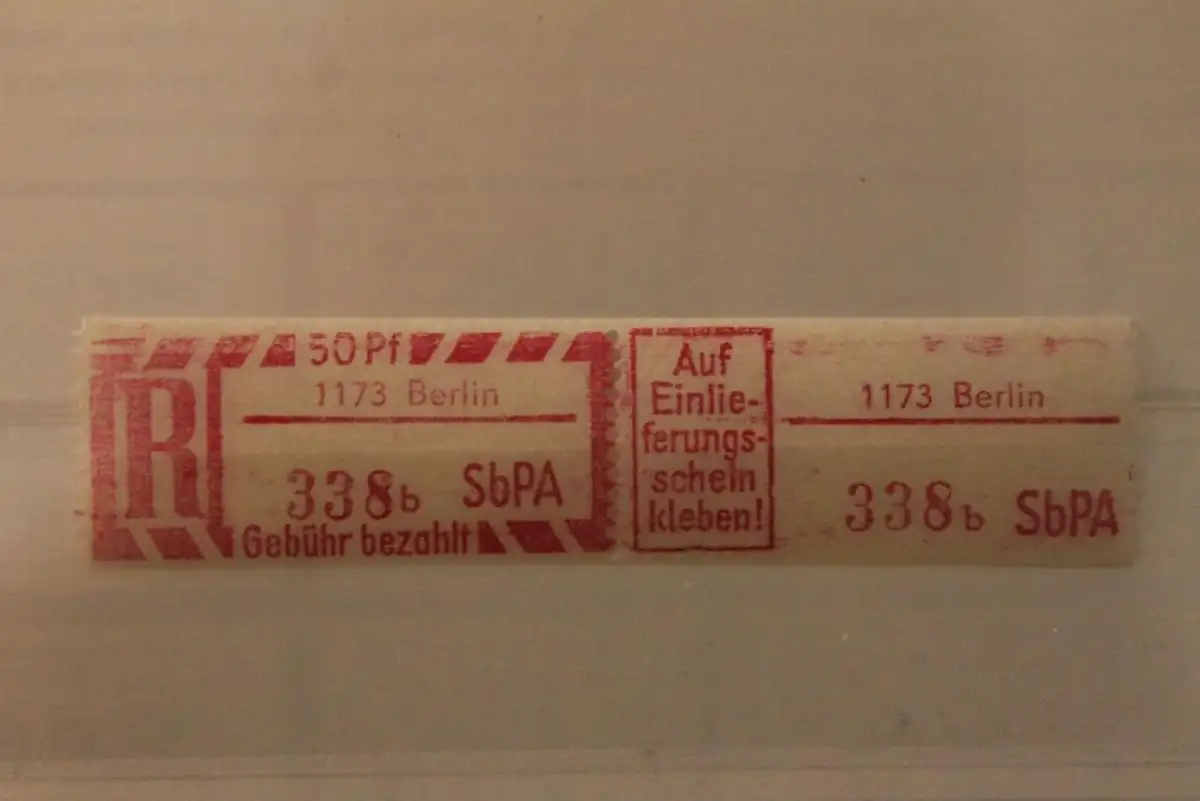 50 Pf
R
1173 Berlin
338b SbPA
Gebühr bezahlt
Auf
Einlie-
ferungs-
schein
kleben!
1173 Berlin
338b SbPA